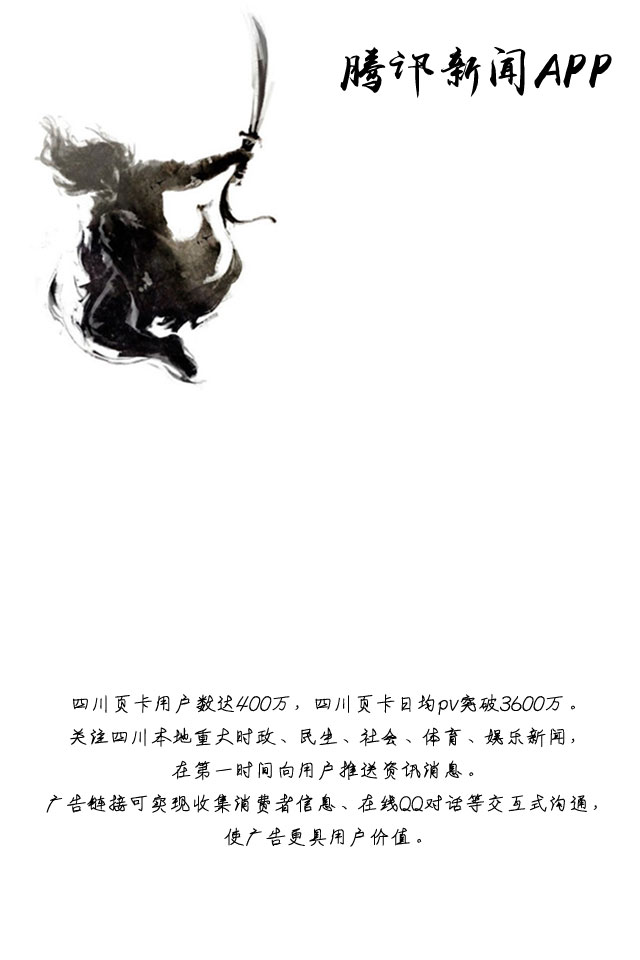 腾讯新闻APP
四川页卡用户数达400万，四川页卡日均pv突破3600万。
关注四川本地重大时政、民生、社会、体育、娱乐新闻，
在第一时间向用户推送资讯消息。
广告链接可实现收集消费者信息、在线QQ对话等交互式沟通，
使广告更具用户价值。